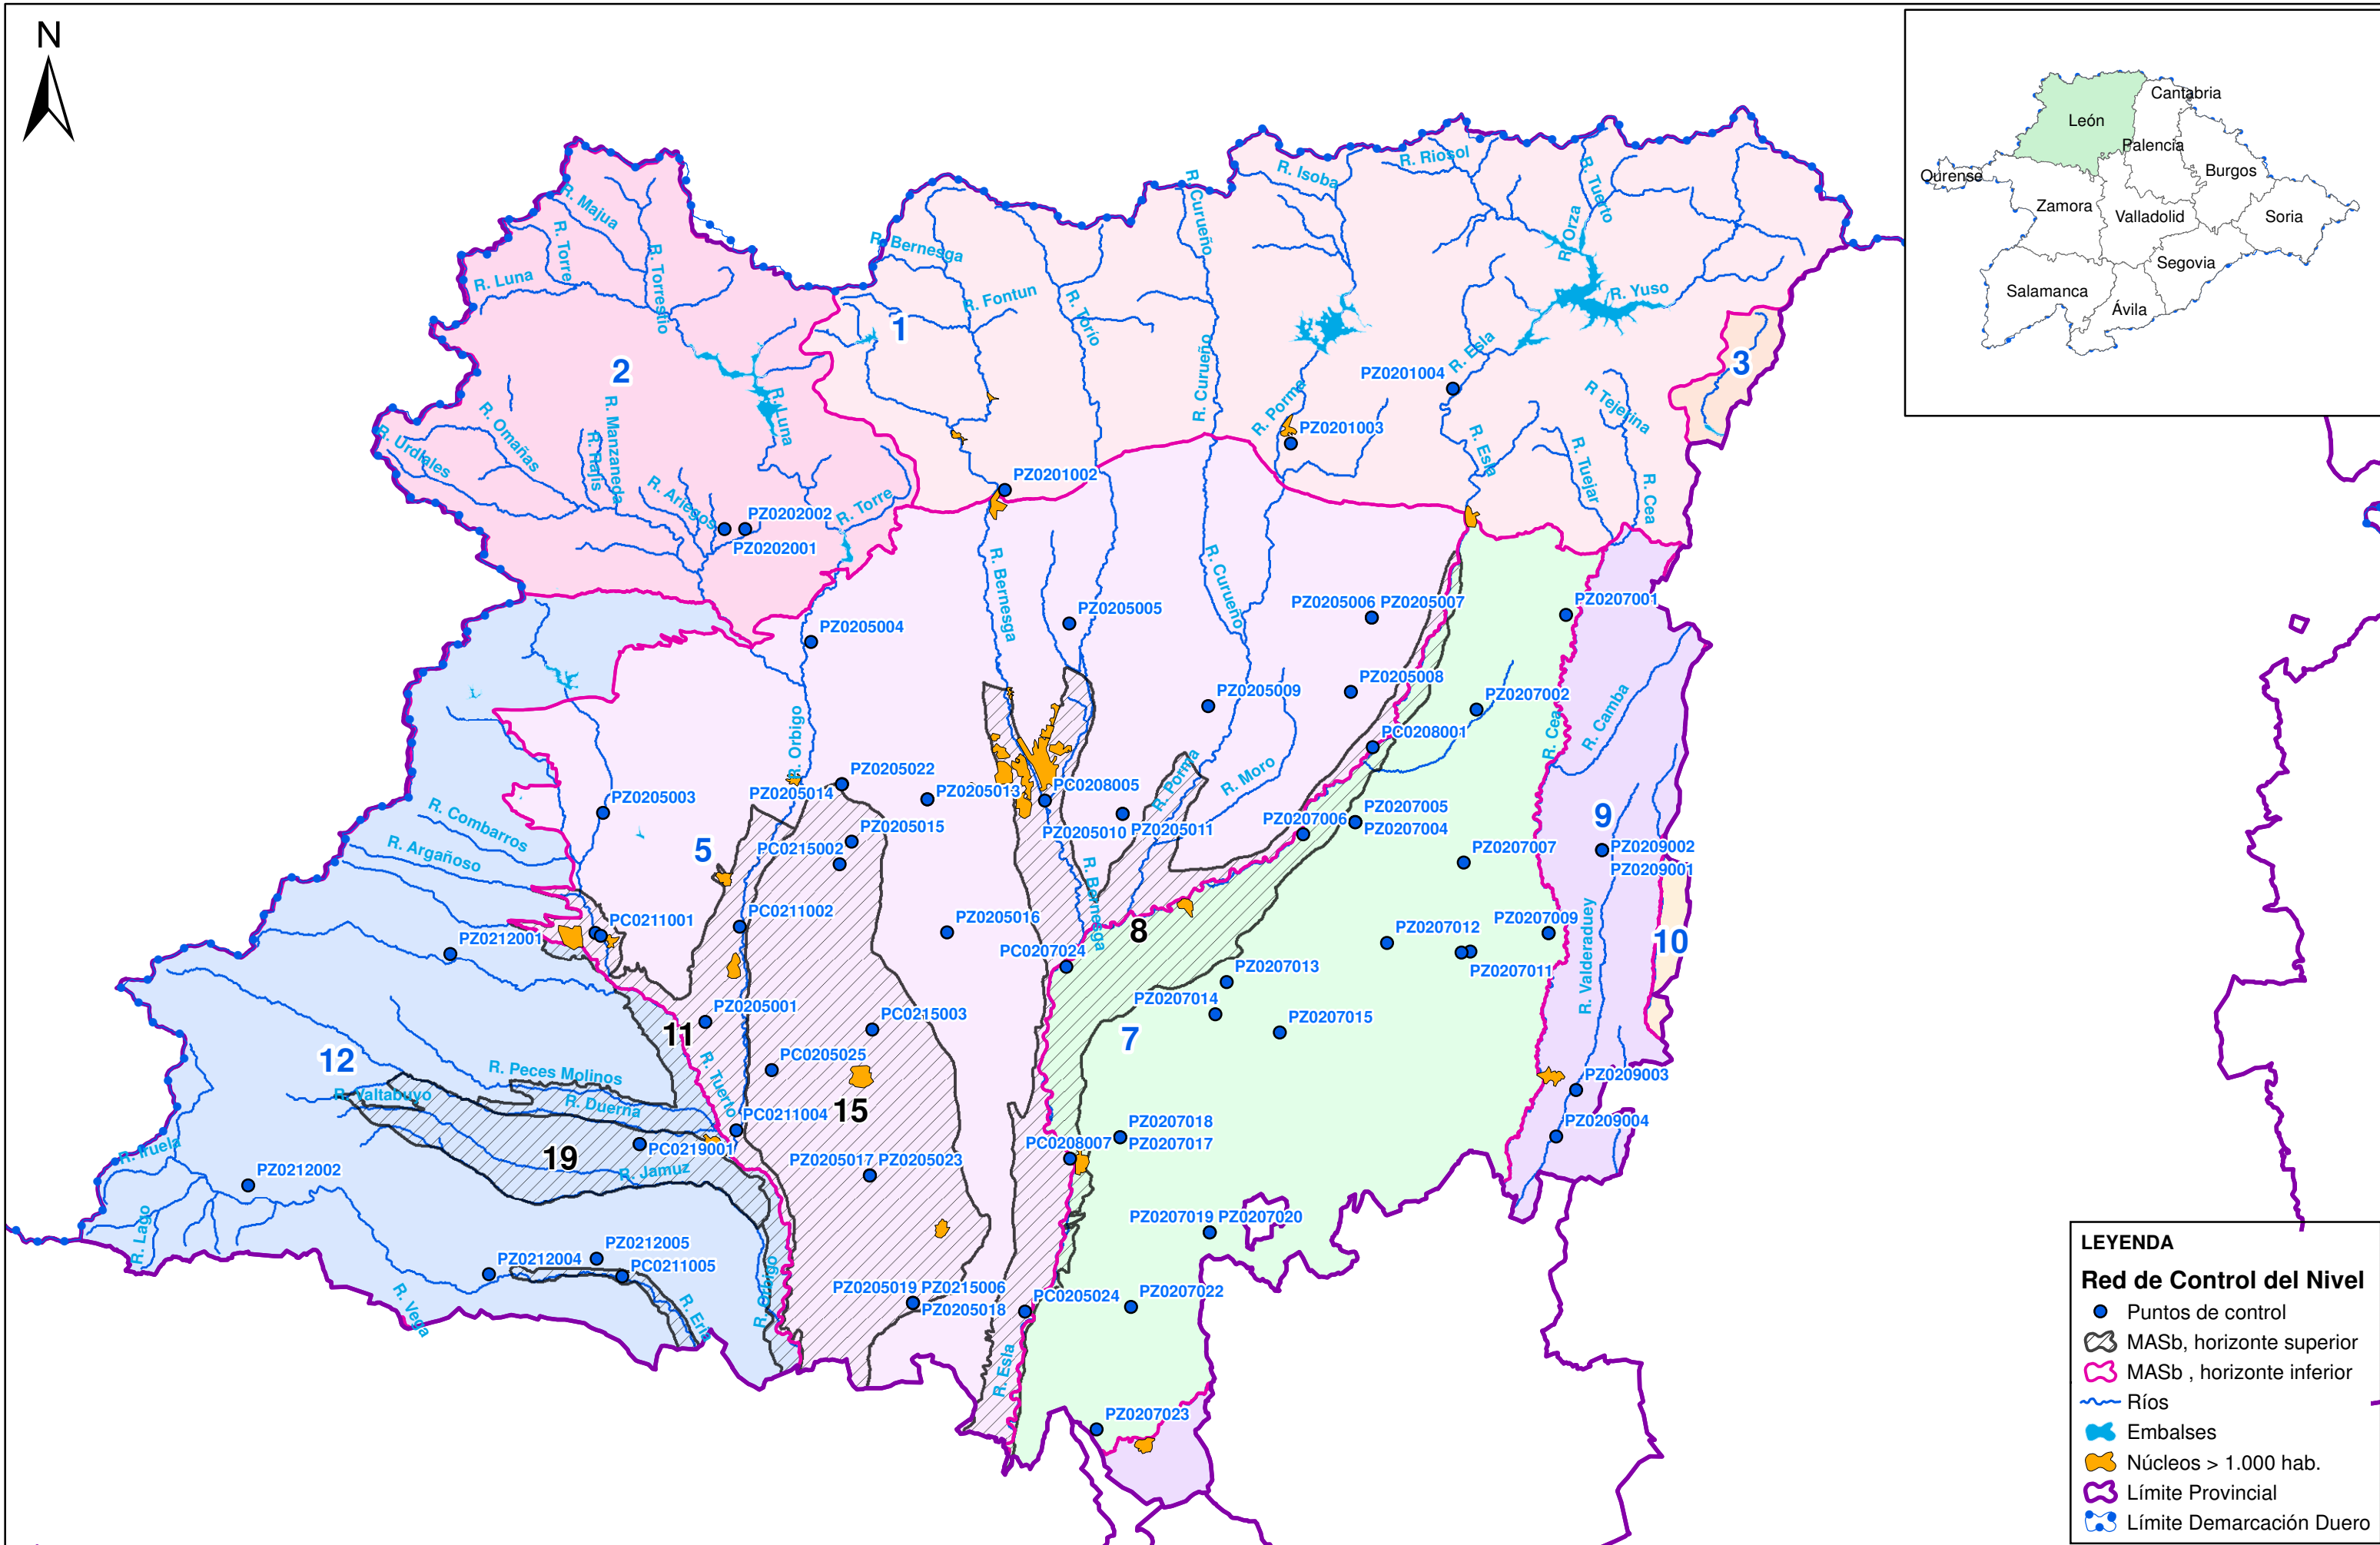 N
León
Cantabria
Palencia
Burgos
Ourense
Zamora
Valladolid
Soria
Segovia
Salamanca
Ávila
R. Majua
R. Torre
R. Torrestio
R. Luna
R. Bernesga
R. Fontun
R. Torío
R Curueño
R. Isoba
R. Riosol
R. Tuerto
R. Orza
R. Yuso
1
2
3
R. Curueño
R. Porma
R. Esla
PZ0201004
R Tejerina
PZ0201003
R. Luna
R. Omañas
R. Manzaneda
R. Urdiales
R. Ariegos
R. Torre
R. Esla
R. Tuejar
R. Cea
PZ0201002
PZ0202002
PZ0202001
R. Bernesga
R. Curueño
PZ0205005
PZ0205006 PZ0205007
PZ0207001
PZ0205004
PZ0205008
PZ0205009
PZ0207002
R. Orbigo
R. Cea
R. Camba
PC0208001
PZ0205022
PZ0205014
PZ0205013
PC0208005
R. Porma
R. Moro
PZ0205003
R. Combarros
R. Argañoso
PZ0205015
PC0215002
PZ0205010 PZ0205011
PZ0207006
PZ0207005
PZ0207004
5
9
PZ0207007
PZ0209002
PZ0209001
R. Bernesga
PC0211001
PC0211002
PZ0205016
PZ0212001
PC0207024
8
PZ0207012
PZ0207009
PZ0207011
R. Valderaduey
10
PZ0207013
PZ0207014
PZ0207015
7
PZ0205001
PC0215003
11
12
PC0205025
R. Tuerto
R. Peces Molinos
R. Valtabuyo
R. Duerna
PC0211004
15
PZ0209003
PZ0209004
PZ0207018
PZ0207017
PC0208007
19
PC0219001
R. Jamuz
R. Iruela
PZ0212002
PZ0205017 PZ0205023
R. Lago
PZ0207019 PZ0207020
PZ0212005
PZ0212004
PC0211005
R. Vega
R. Eria
R. Orbigo
PZ0205019 PZ0215006
PZ0205018
PC0205024
PZ0207022
R. Esla
PZ0207023
LEYENDA
Red de Control del Nivel
Puntos de control
MASb, horizonte superior
MASb , horizonte inferior
Ríos
Embalses
Núcleos > 1.000 hab.
Límite Provincial
Límite Demarcación Duero